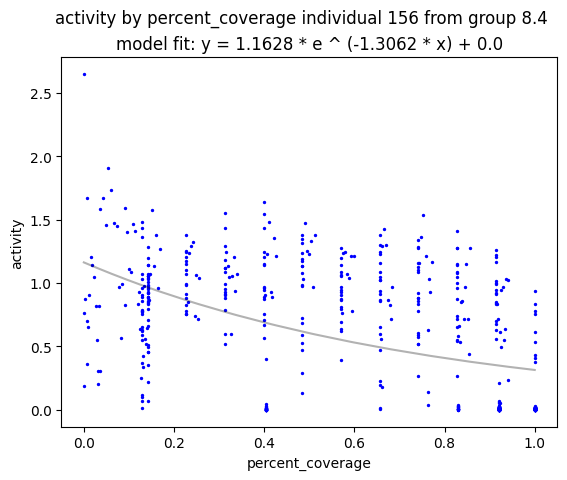 activity by percent_coverage individual 156 from group 8.4
model fit: y = 1.1628 * e ^ (-1.3062 * x) + 0.0
2.5
2.0
1.5
1.0
0.5
0.0
activity
0.0 0.2 0.4 0.6 0.8 1.0
percent_coverage